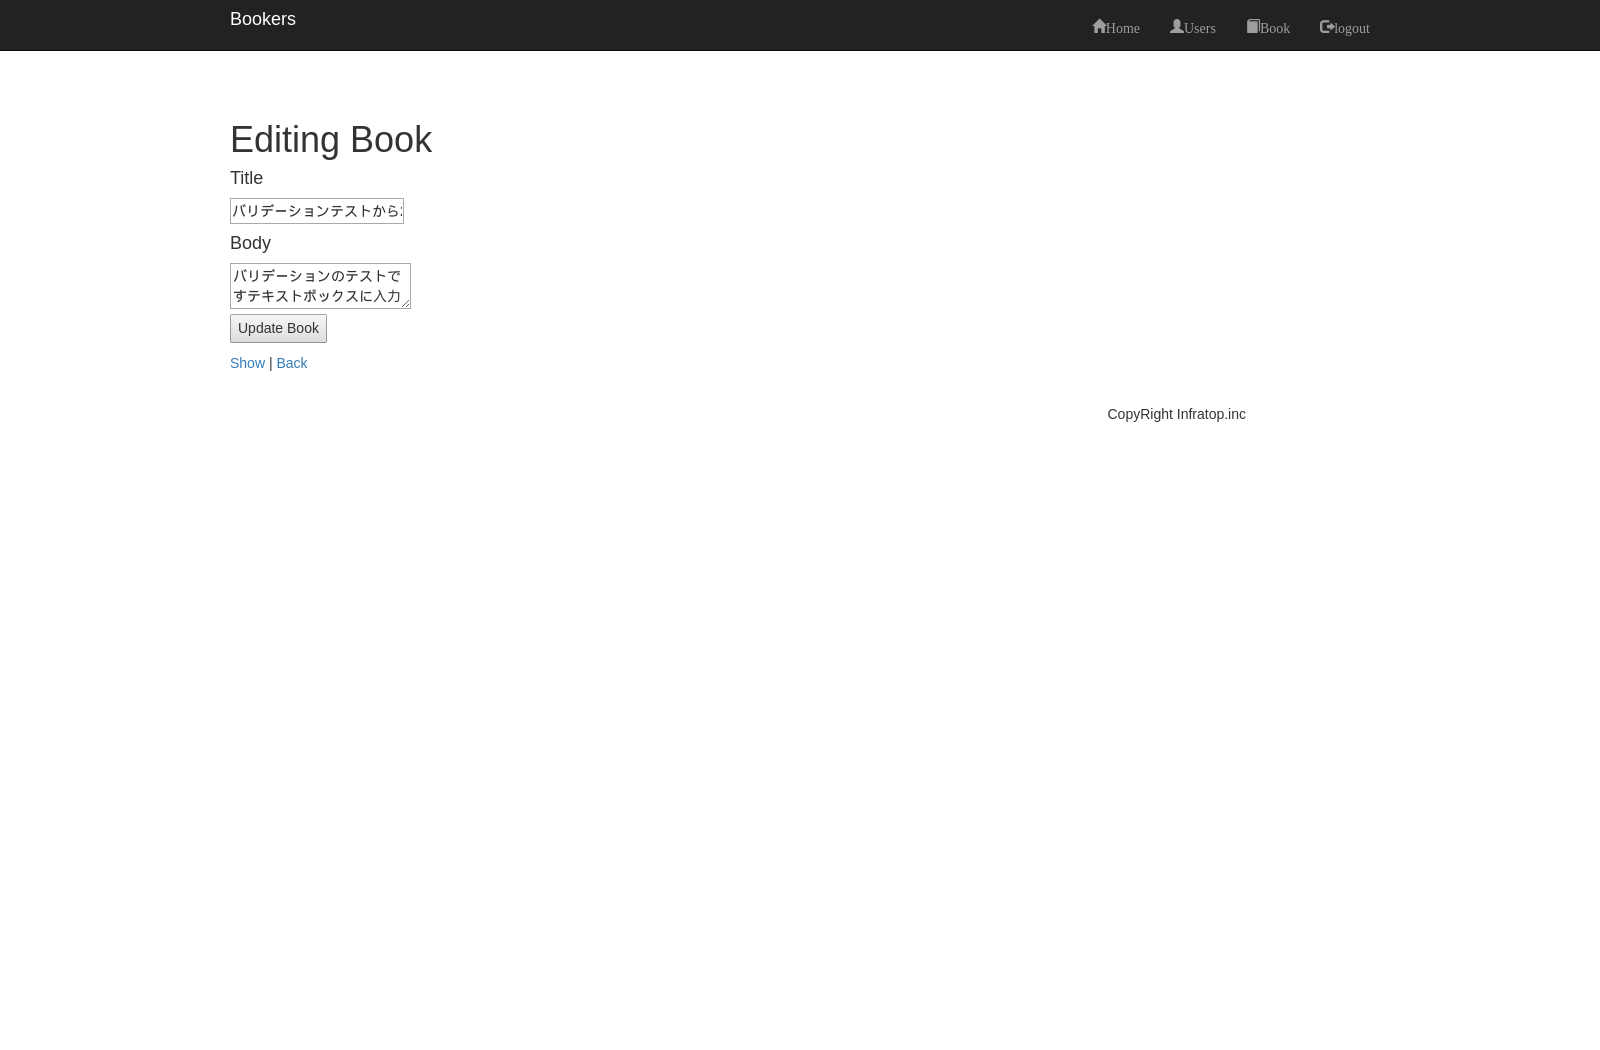 Bookers
Home Users Book logout
Editing Book
Title
バリデーションテストから
Body
バリデーションのテストで
すテキストボックスに入力
Update Book
Show | Back
CopyRight Infratop.inc